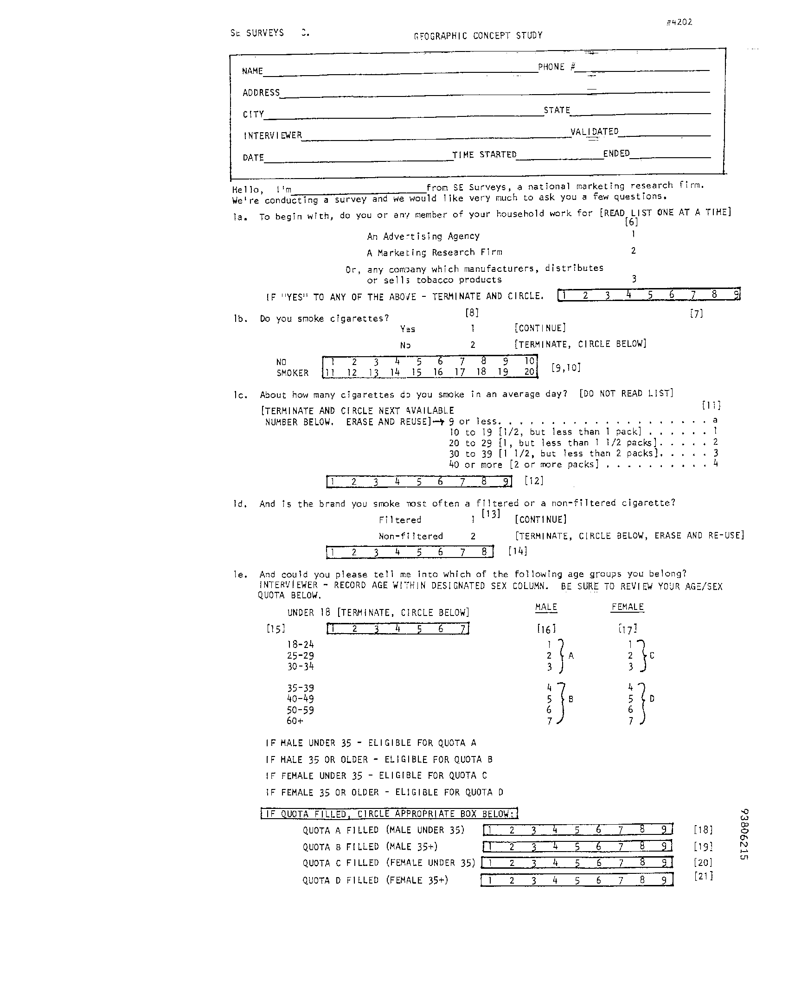 #4202
SE SURVEYS
GEOGRAPHIC CONCEPT STUDY
NAME PHONE #
ADDRESS
CITY STATE
INTERVIEWER VALIDATED
DATE TIME STARTED ENDED
Hello, I'm from SE Surveys, a national marketing research firm.
We're conducting a survey and we would like very much to ask you a few questions.
1a. To begin with, do you or any member of your household work for [READ LIST ONE AT A TIME]
[6]
An Advertising Agency 1
A Marketing Research Firm 2
Or, any company which manufactures, distributes
or sells tobacco products 3
IF "YES" TO ANY OF THE ABOVE - TERMINATE AND CIRCLE. 1 2 3 4 5 6 7 8 9
[8] [7]
1b. Do you smoke cigarettes?
Yes 1 [CONTINUE]
No 2 [TERMINATE, CIRCLE BELOW]
NO 1 2 3 4 5 6 7 8 9 10
SMOKER 11 12 13 14 15 16 17 18 19 20 [9,10]
1c. About how many cigarettes do you smoke in an average day? [DO NOT READ LIST]
[11]
[TERMINATE AND CIRCLE NEXT AVAILABLE
NUMBER BELOW. ERASE AND REUSE]→ 9 or less. . . . . . . . . . . . . . . . . . . . a
10 to 19 [1/2, but less than 1 pack] . . . . . . 1
20 to 29 [1, but less than 1 1/2 packs]. . . . . 2
30 to 39 [1 1/2, but less than 2 packs]. . . . . 3
40 or more [2 or more packs] . . . . . . . . . . 4
1 2 3 4 5 6 7 8 9 [12]
1d. And is the brand you smoke most often a filtered or a non-filtered cigarette?
Filtered 1 [13] [CONTINUE]
Non-filtered 2 [TERMINATE, CIRCLE BELOW, ERASE AND RE-USE]
1 2 3 4 5 6 7 8 [14]
1e. And could you please tell me into which of the following age groups you belong?
INTERVIEWER - RECORD AGE WITHIN DESIGNATED SEX COLUMN. BE SURE TO REVIEW YOUR AGE/SEX
QUOTA BELOW.
MALE FEMALE
UNDER 18 [TERMINATE, CIRCLE BELOW]
[15] 1 2 3 4 5 6 7 [16] [17]
18-24 1 1
25-29 2 A 2 C
30-34 3 3
35-39 4 4
40-49 5 B 5 D
50-59 6 6
60+ 7 7
IF MALE UNDER 35 - ELIGIBLE FOR QUOTA A
IF MALE 35 OR OLDER - ELIGIBLE FOR QUOTA B
IF FEMALE UNDER 35 - ELIGIBLE FOR QUOTA C
IF FEMALE 35 OR OLDER - ELIGIBLE FOR QUOTA D
IF QUOTA FILLED, CIRCLE APPROPRIATE BOX BELOW:
QUOTA A FILLED (MALE UNDER 35) 1 2 3 4 5 6 7 8 9 [18]
QUOTA B FILLED (MALE 35+) 1 2 3 4 5 6 7 8 9 [19]
QUOTA C FILLED (FEMALE UNDER 35) 1 2 3 4 5 6 7 8 9 [20]
QUOTA D FILLED (FEMALE 35+) 1 2 3 4 5 6 7 8 9 [21]
93806215